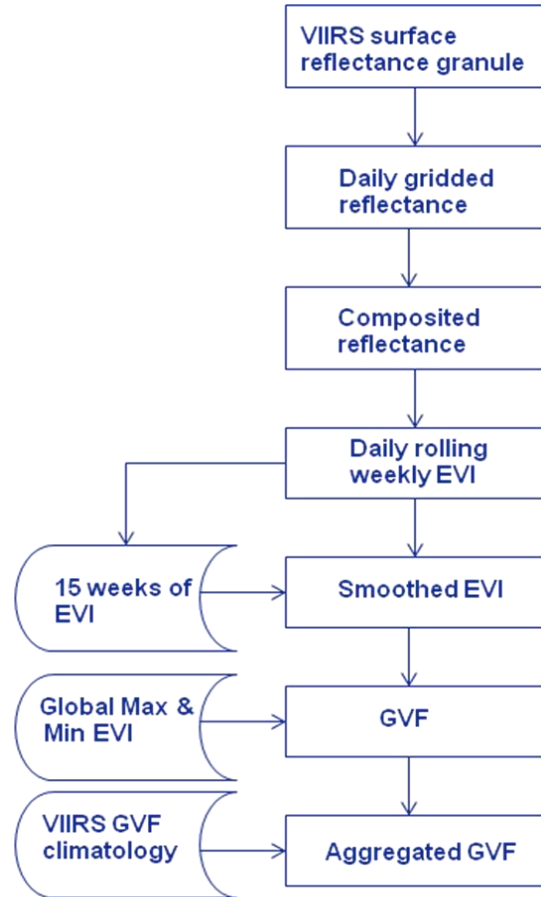 VIIRS surface
reflectance granule
Daily gridded
reflectance
Composited
reflectance
Daily rolling
weekly EVI
15 weeks of
EVI
Smoothed EVI
Global Max &
Min EVI
GVF
VIIRS GVF
climatology
Aggregated GVF